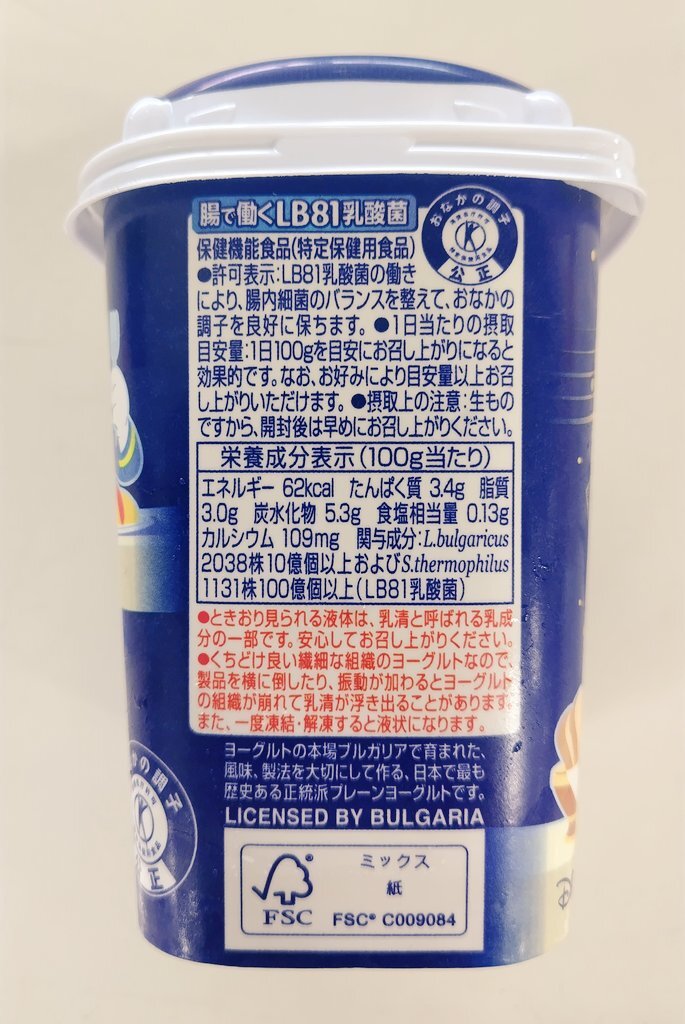 腸で働くLB81乳酸菌
おなかの調子
公正
保健機能食品(特定保健用食品)
●許可表示:LB81乳酸菌の働き
により、腸内細菌のバランスを整えて、おなかの
調子を良好に保ちます。●1日当たりの摂取
目安量:1日100gを目安にお召し上がりになると
効果的です。なお、お好みにより目安量以上お召
し上がりいただけます。●摂取上の注意:生もの
ですから、開封後は早めにお召し上がりください。
栄養成分表示(100g当たり)
エネルギー 62kcal たんぱく質 3.4g 脂質
3.0g 炭水化物 5.3g 食塩相当量 0.13g
カルシウム 109mg 関与成分:L.bulgaricus
2038株10億個以上およびS.thermophilus
1131株100億個以上(LB81乳酸菌)
●ときおり見られる液体は、乳清と呼ばれる乳成
分の一部です。安心してお召し上がりください。
●くちどけ良い繊細な組織のヨーグルトなので、
製品を横に倒したり、振動が加わるとヨーグルト
の組織が崩れて乳清が浮き出ることがあります。
また、一度凍結・解凍すると液状になります。
ヨーグルトの本場ブルガリアで育まれた、
風味、製法を大切にして作る、日本で最も
歴史ある正統派プレーンヨーグルトです。
LICENSED BY BULGARIA
かの調子
正
FSC
ミックス
紙
FSC® C009084